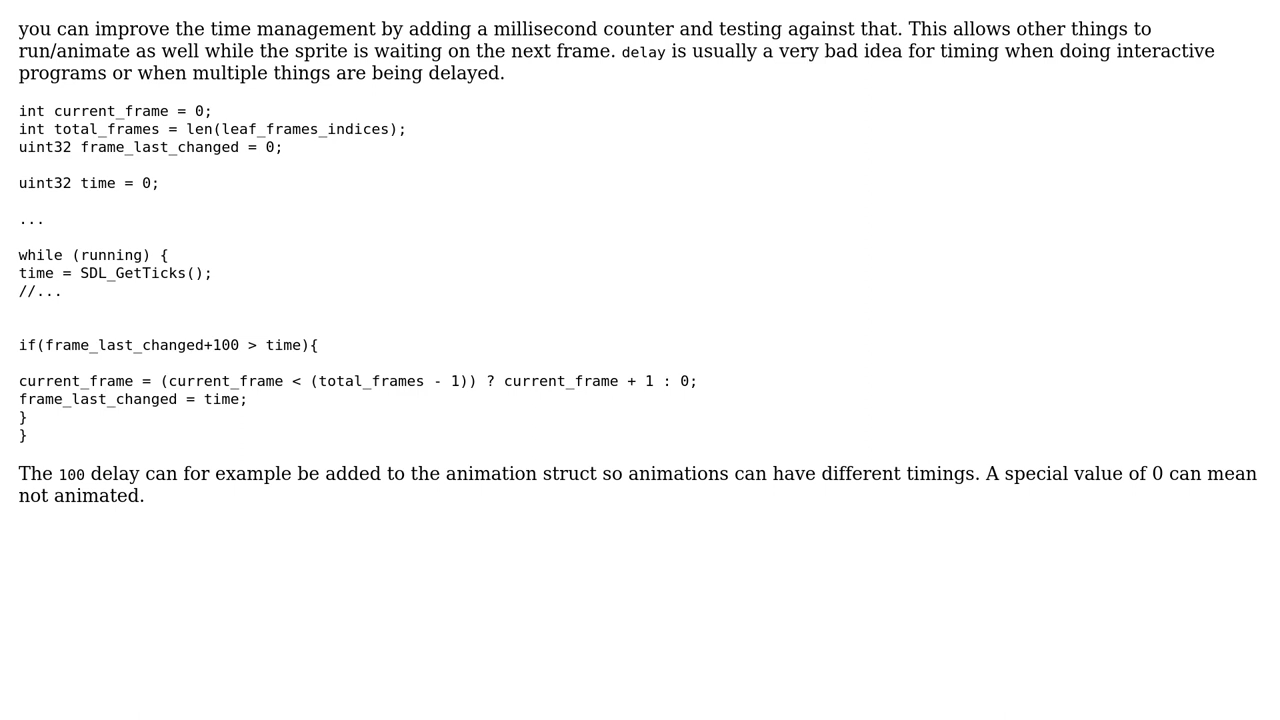 you can improve the time management by adding a millisecond counter and testing against that. This allows other things to
run/animate as well while the sprite is waiting on the next frame. delay is usually a very bad idea for timing when doing interactive
programs or when multiple things are being delayed.
int current_frame = 0;
int total_frames = len(leaf_frames_indices);
uint32 frame_last_changed = 0;
uint32 time = 0;
...
while (running) {
time = SDL_GetTicks();
//...
if(frame_last_changed+100 > time){
current_frame = (current_frame < (total_frames - 1)) ? current_frame + 1 : 0;
frame_last_changed = time;
}
}
The 100 delay can for example be added to the animation struct so animations can have different timings. A special value of 0 can mean
not animated.